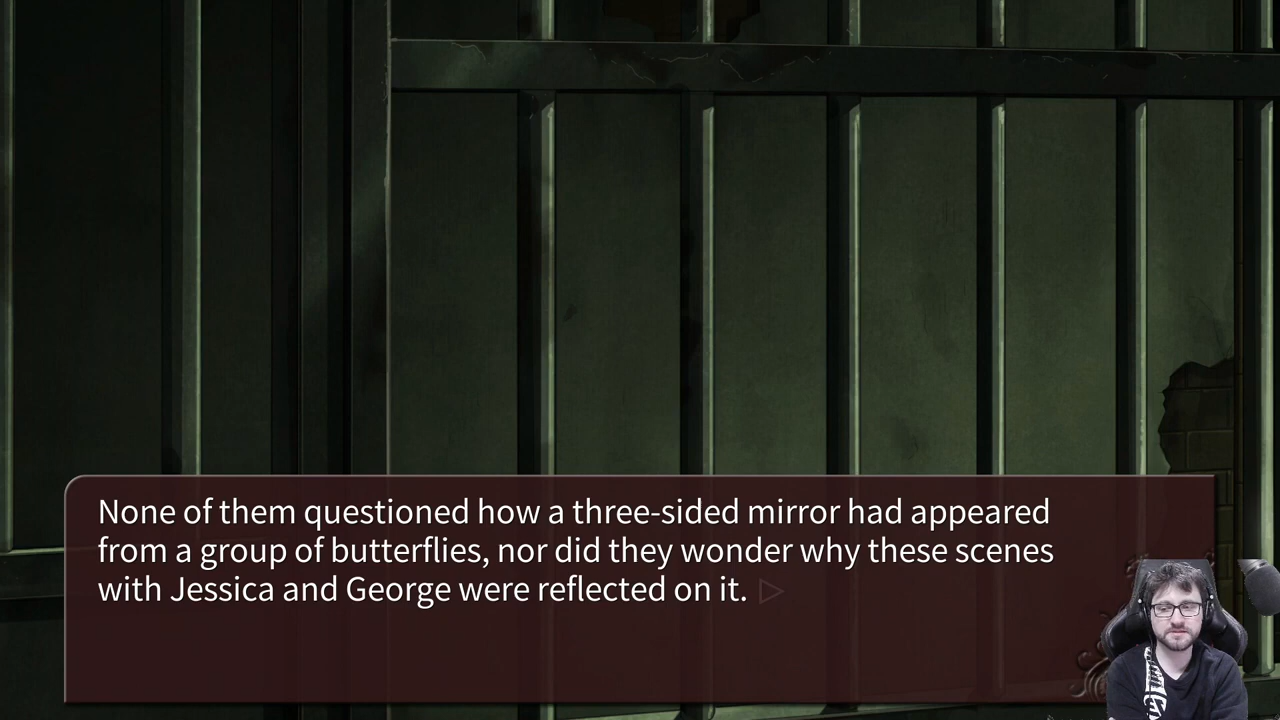 None of them questioned how a three-sided mirror had appeared
from a group of butterflies, nor did they wonder why these scenes
with Jessica and George were reflected on it.